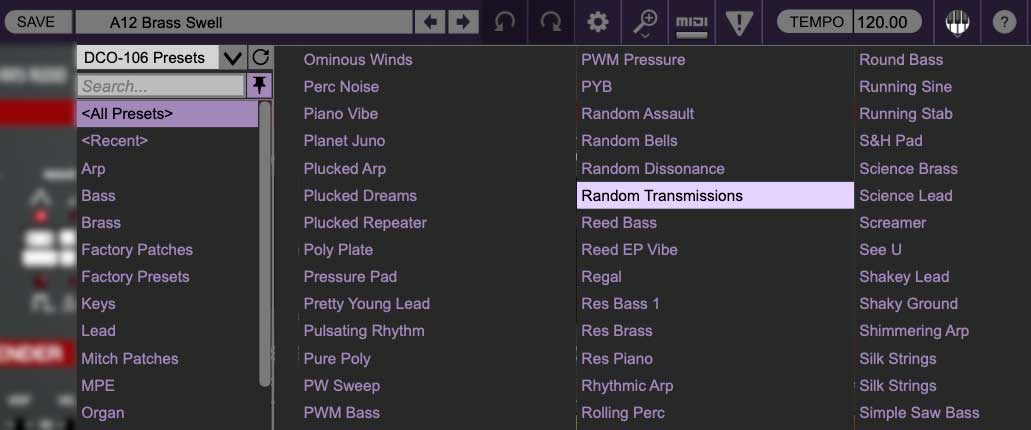 SAVE
A12 Brass Swell
MIDI
TEMPO 120.00
?
DCO-106 Presets
Search...
<All Presets>
<Recent>
Arp
Bass
Brass
Factory Patches
Factory Presets
Keys
Lead
Mitch Patches
MPE
Organ
Ominous Winds
Perc Noise
Piano Vibe
Planet Juno
Plucked Arp
Plucked Dreams
Plucked Repeater
Poly Plate
Pressure Pad
Pretty Young Lead
Pulsating Rhythm
Pure Poly
PW Sweep
PWM Bass
PWM Pressure
PYB
Random Assault
Random Bells
Random Dissonance
Random Transmissions
Reed Bass
Reed EP Vibe
Regal
Res Bass 1
Res Brass
Res Piano
Rhythmic Arp
Rolling Perc
Round Bass
Running Sine
Running Stab
S&H Pad
Science Brass
Science Lead
Screamer
See U
Shakey Lead
Shaky Ground
Shimmering Arp
Silk Strings
Silk Strings
Simple Saw Bass